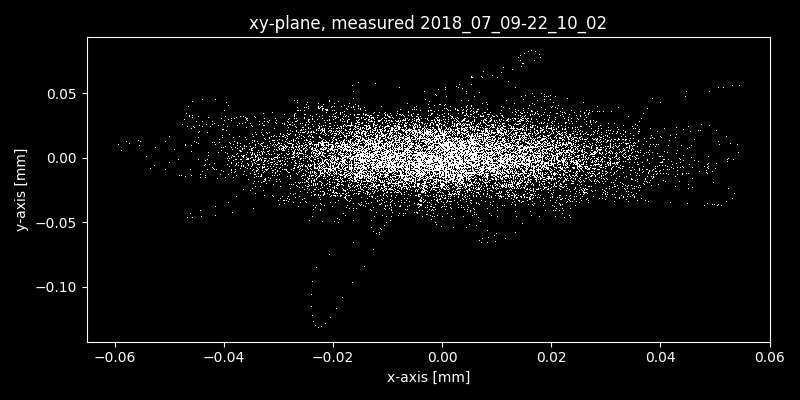 xy-plane, measured 2018_07_09-22_10_02
y-axis [mm]
0.05
0.00
−0.05
−0.10
−0.06 −0.04 −0.02 0.00 0.02 0.04 0.06
x-axis [mm]